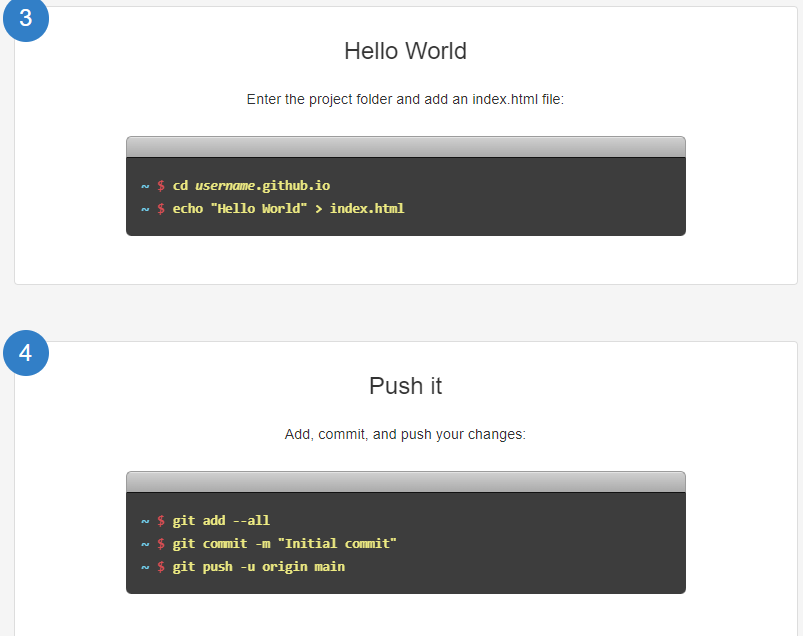 3
Hello World
Enter the project folder and add an index.html file:
~ $ cd username.github.io
~ $ echo "Hello World" > index.html
4
Push it
Add, commit, and push your changes:
~ $ git add --all
~ $ git commit -m "Initial commit"
~ $ git push -u origin main